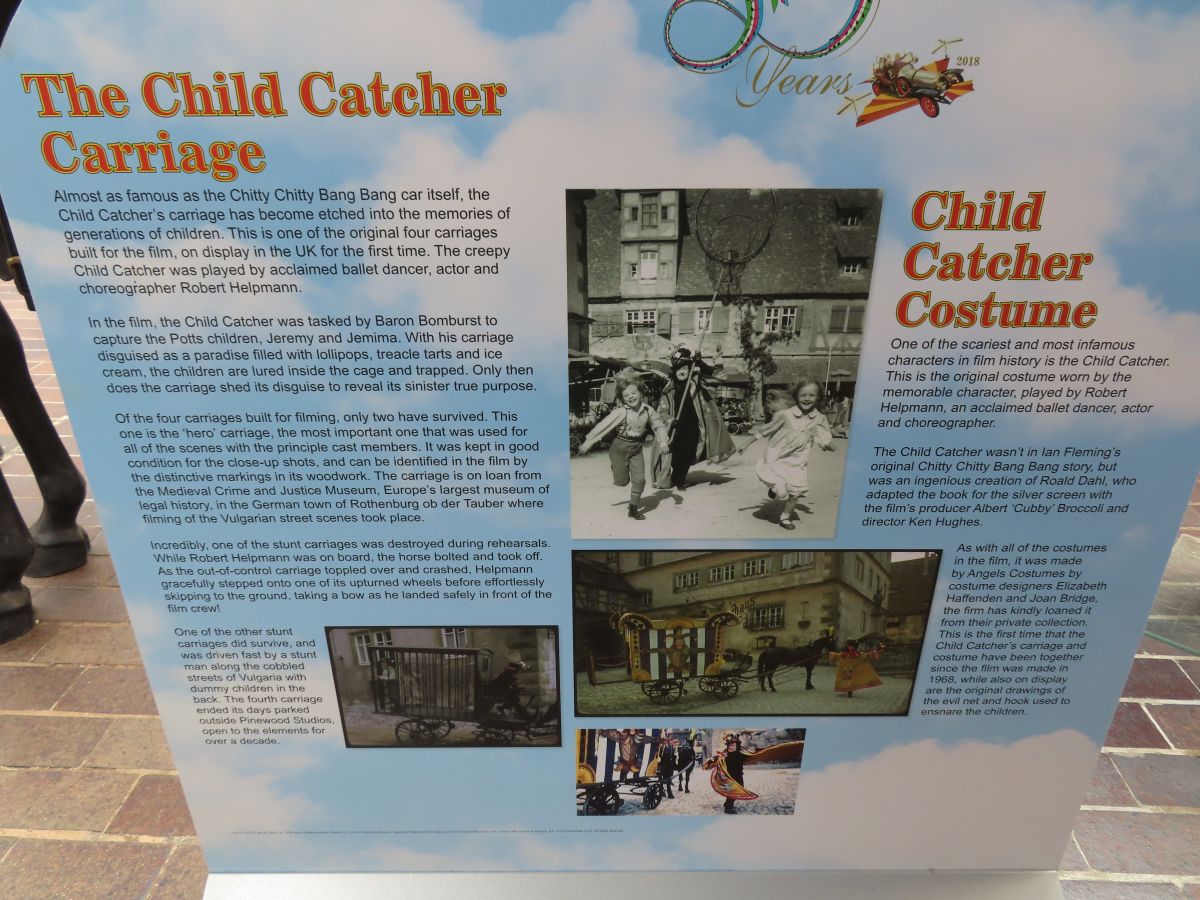 Years
2018
The Child Catcher
Carriage
Almost as famous as the Chitty Chitty Bang Bang car itself, the
Child Catcher's carriage has become etched into the memories of
generations of children. This is one of the original four carriages
built for the film, on display in the UK for the first time. The creepy
Child Catcher was played by acclaimed ballet dancer, actor and
choreographer Robert Helpmann.
In the film, the Child Catcher was tasked by Baron Bomburst to
capture the Potts children, Jeremy and Jemima. With his carriage
disguised as a paradise filled with lollipops, treacle tarts and ice
cream, the children are lured inside the cage and trapped. Only then
does the carriage shed its disguise to reveal its sinister true purpose.
Of the four carriages built for filming, only two have survived. This
one is the 'hero' carriage, the most important one that was used for
all of the scenes with the principle cast members. It was kept in good
condition for the close-up shots, and can be identified in the film by
the distinctive markings in its woodwork. The carriage is on loan from
the Medieval Crime and Justice Museum, Europe's largest museum of
legal history, in the German town of Rothenburg ob der Tauber where
filming of the Vulgarian street scenes took place.
Incredibly, one of the stunt carriages was destroyed during rehearsals.
While Robert Helpmann was on board, the horse bolted and took off.
As the out-of-control carriage toppled over and crashed, Helpmann
gracefully stepped onto one of its upturned wheels before effortlessly
skipping to the ground, taking a bow as he landed safely in front of the
film crew!
One of the other stunt
carriages did survive, and
was driven fast by a stunt
man along the cobbled
streets of Vulgaria with
dummy children in the
back. The fourth carriage
ended its days parked
outside Pinewood Studios,
open to the elements for
over a decade.
Child
Catcher
Costume
One of the scariest and most infamous
characters in film history is the Child Catcher.
This is the original costume worn by the
memorable character, played by Robert
Helpmann, an acclaimed ballet dancer, actor
and choreographer.
The Child Catcher wasn't in Ian Fleming's
original Chitty Chitty Bang Bang story, but
was an ingenious creation of Roald Dahl, who
adapted the book for the silver screen with
the film's producer Albert 'Cubby' Broccoli and
director Ken Hughes.
As with all of the costumes
in the film, it was made
by Angels Costumes by
costume designers Elizabeth
Haffenden and Joan Bridge,
the firm has kindly loaned it
from their private collection.
This is the first time that the
Child Catcher's carriage and
costume have been together
since the film was made in
1968, while also on display
are the original drawings of
the evil net and hook used to
ensnare the children.